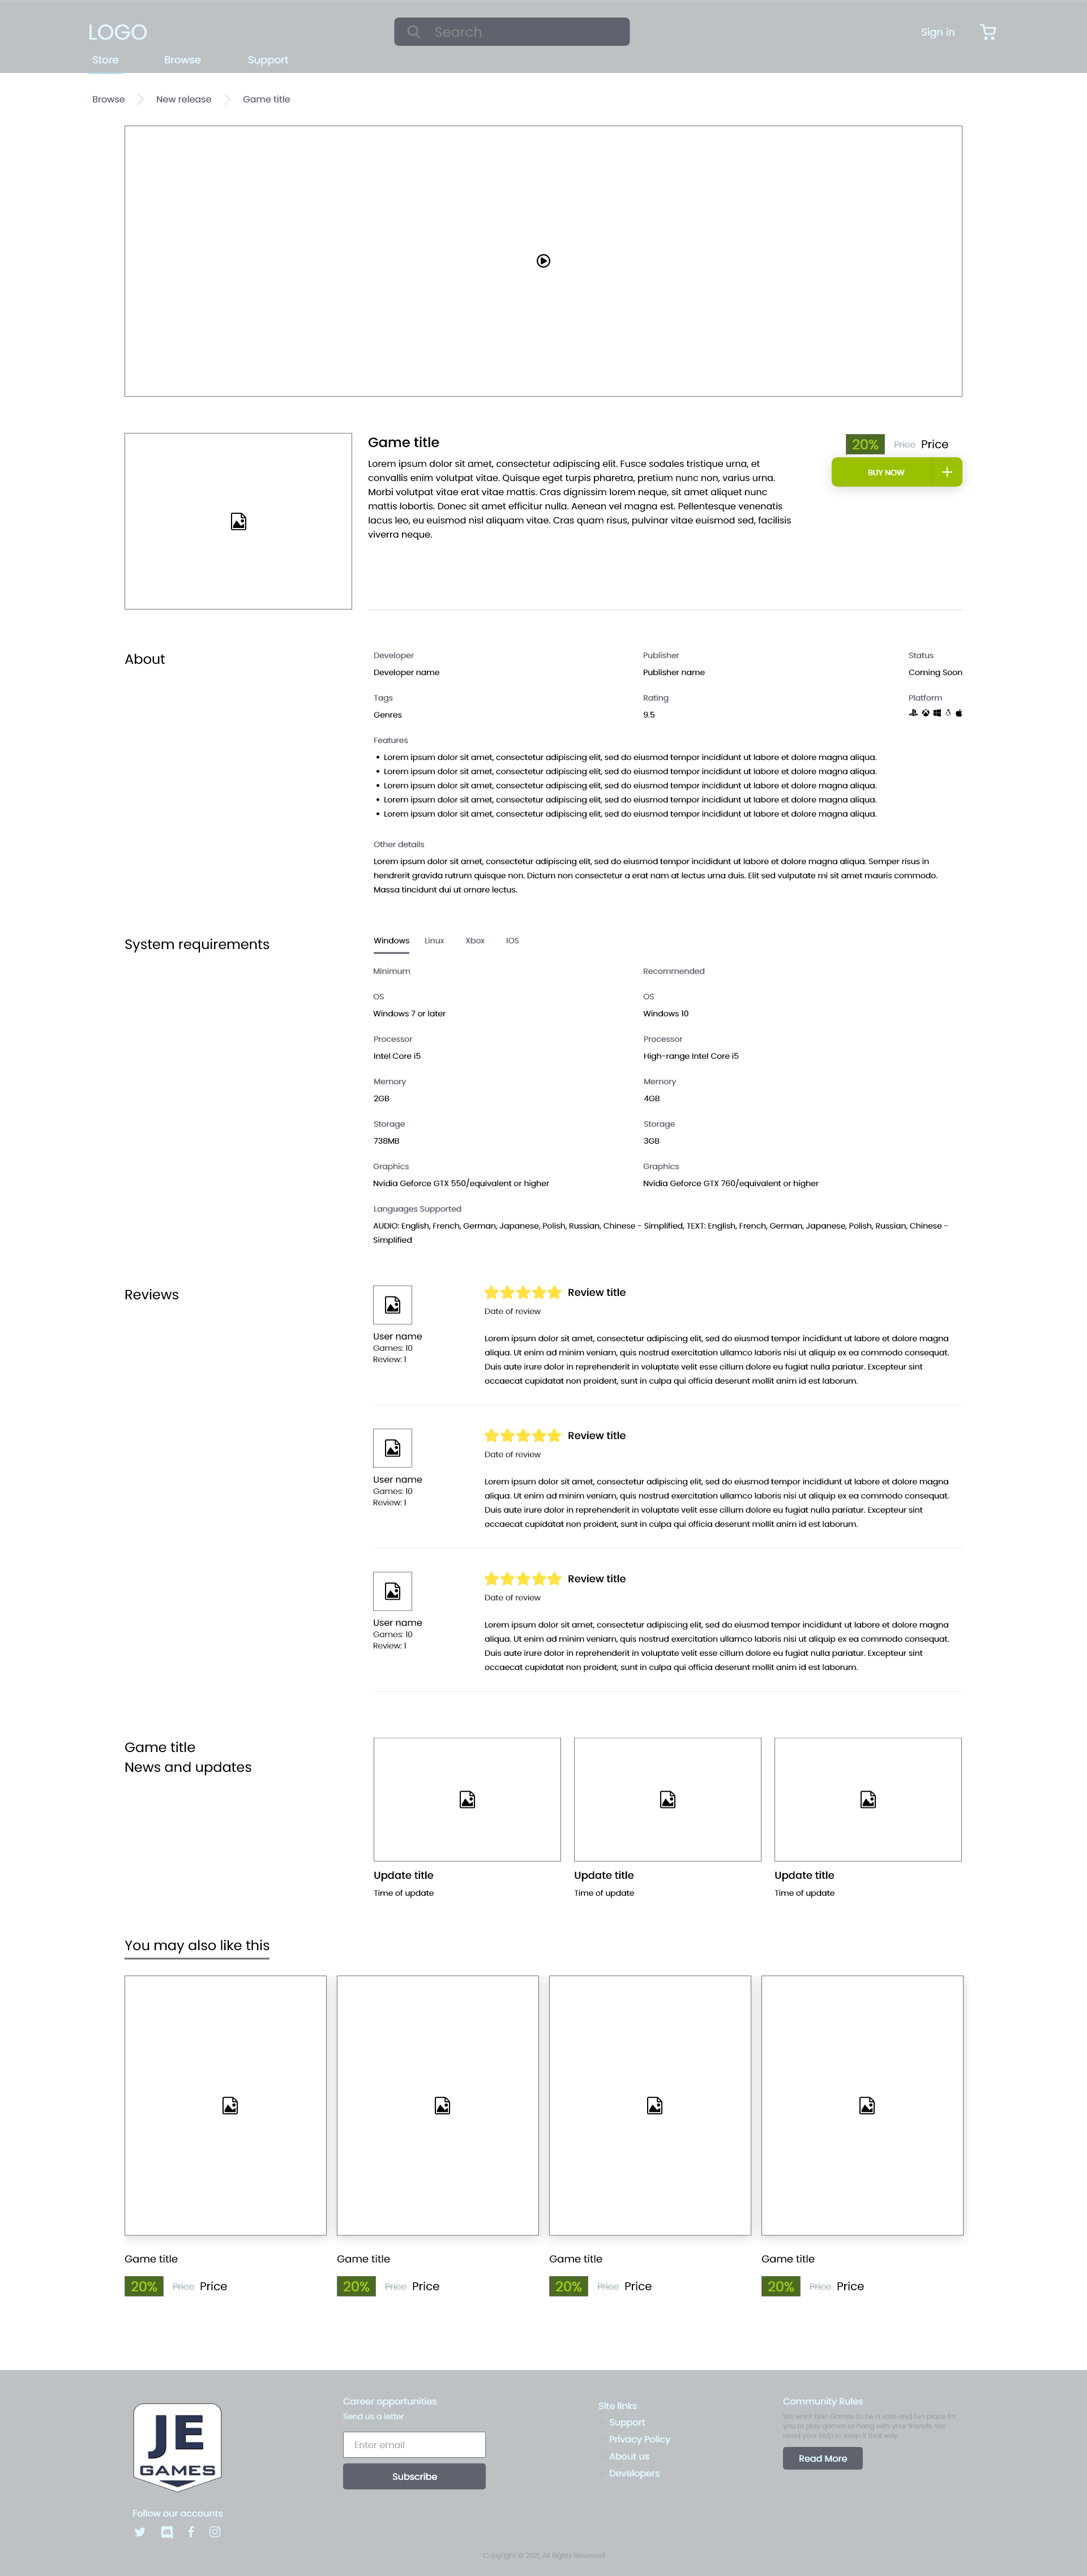 LOGO
Search
Sign in
Store Browse Support
Browse New release Game title
Game title
Lorem ipsum dolor sit amet, consectetur adipiscing elit. Fusce sodales tristique urna, et
convallis enim volutpat vitae. Quisque eget turpis pharetra, pretium nunc non, varius urna.
Morbi volutpat vitae erat vitae mattis. Cras dignissim lorem neque, sit amet aliquet nunc
mattis lobortis. Donec sit amet efficitur nulla. Aenean vel magna est. Pellentesque venenatis
lacus leo, eu euismod nisl aliquam vitae. Cras quam risus, pulvinar vitae euismod sed, facilisis
viverra neque.
20% Price Price
BUY NOW +
About
Developer Publisher Status
Developer name Publisher name Coming Soon
Tags Rating Platform
Genres 9.5
Features
• Lorem ipsum dolor sit amet, consectetur adipiscing elit, sed do eiusmod tempor incididunt ut labore et dolore magna aliqua.
• Lorem ipsum dolor sit amet, consectetur adipiscing elit, sed do eiusmod tempor incididunt ut labore et dolore magna aliqua.
• Lorem ipsum dolor sit amet, consectetur adipiscing elit, sed do eiusmod tempor incididunt ut labore et dolore magna aliqua.
• Lorem ipsum dolor sit amet, consectetur adipiscing elit, sed do eiusmod tempor incididunt ut labore et dolore magna aliqua.
• Lorem ipsum dolor sit amet, consectetur adipiscing elit, sed do eiusmod tempor incididunt ut labore et dolore magna aliqua.
Other details
Lorem ipsum dolor sit amet, consectetur adipiscing elit, sed do eiusmod tempor incididunt ut labore et dolore magna aliqua. Semper risus in
hendrerit gravida rutrum quisque non. Dictum non consectetur a erat nam at lectus urna duis. Elit sed vulputate mi sit amet mauris commodo.
Massa tincidunt dui ut ornare lectus.
System requirements
Windows Linux Xbox IOS
Minimum Recommended
OS OS
Windows 7 or later Windows 10
Processor Processor
Intel Core i5 High-range Intel Core i5
Memory Memory
2GB 4GB
Storage Storage
738MB 3GB
Graphics Graphics
Nvidia Geforce GTX 550/equivalent or higher Nvidia Geforce GTX 760/equivalent or higher
Languages Supported
AUDIO: English, French, German, Japanese, Polish, Russian, Chinese - Simplified, TEXT: English, French, German, Japanese, Polish, Russian, Chinese -
Simplified
Reviews
User name
Games: 10
Review: 1
Review title
Date of review
Lorem ipsum dolor sit amet, consectetur adipiscing elit, sed do eiusmod tempor incididunt ut labore et dolore magna
aliqua. Ut enim ad minim veniam, quis nostrud exercitation ullamco laboris nisi ut aliquip ex ea commodo consequat.
Duis aute irure dolor in reprehenderit in voluptate velit esse cillum dolore eu fugiat nulla pariatur. Excepteur sint
occaecat cupidatat non proident, sunt in culpa qui officia deserunt mollit anim id est laborum.
User name
Games: 10
Review: 1
Review title
Date of review
Lorem ipsum dolor sit amet, consectetur adipiscing elit, sed do eiusmod tempor incididunt ut labore et dolore magna
aliqua. Ut enim ad minim veniam, quis nostrud exercitation ullamco laboris nisi ut aliquip ex ea commodo consequat.
Duis aute irure dolor in reprehenderit in voluptate velit esse cillum dolore eu fugiat nulla pariatur. Excepteur sint
occaecat cupidatat non proident, sunt in culpa qui officia deserunt mollit anim id est laborum.
User name
Games: 10
Review: 1
Review title
Date of review
Lorem ipsum dolor sit amet, consectetur adipiscing elit, sed do eiusmod tempor incididunt ut labore et dolore magna
aliqua. Ut enim ad minim veniam, quis nostrud exercitation ullamco laboris nisi ut aliquip ex ea commodo consequat.
Duis aute irure dolor in reprehenderit in voluptate velit esse cillum dolore eu fugiat nulla pariatur. Excepteur sint
occaecat cupidatat non proident, sunt in culpa qui officia deserunt mollit anim id est laborum.
Game title
News and updates
Update title Update title Update title
Time of update Time of update Time of update
You may also like this
Game title Game title Game title Game title
20% Price Price 20% Price Price 20% Price Price 20% Price Price
JE
GAMES
Follow our accounts
Career opportunities
Send us a letter
Enter email
Subscribe
Site links
Support
Privacy Policy
About us
Developers
Community Rules
We want Epic Games to be a safe and fun place for
you to play games or hang with your friends. We
need your help to keep it that way.
Read More
Copyright © 2021, All Rights Reserved